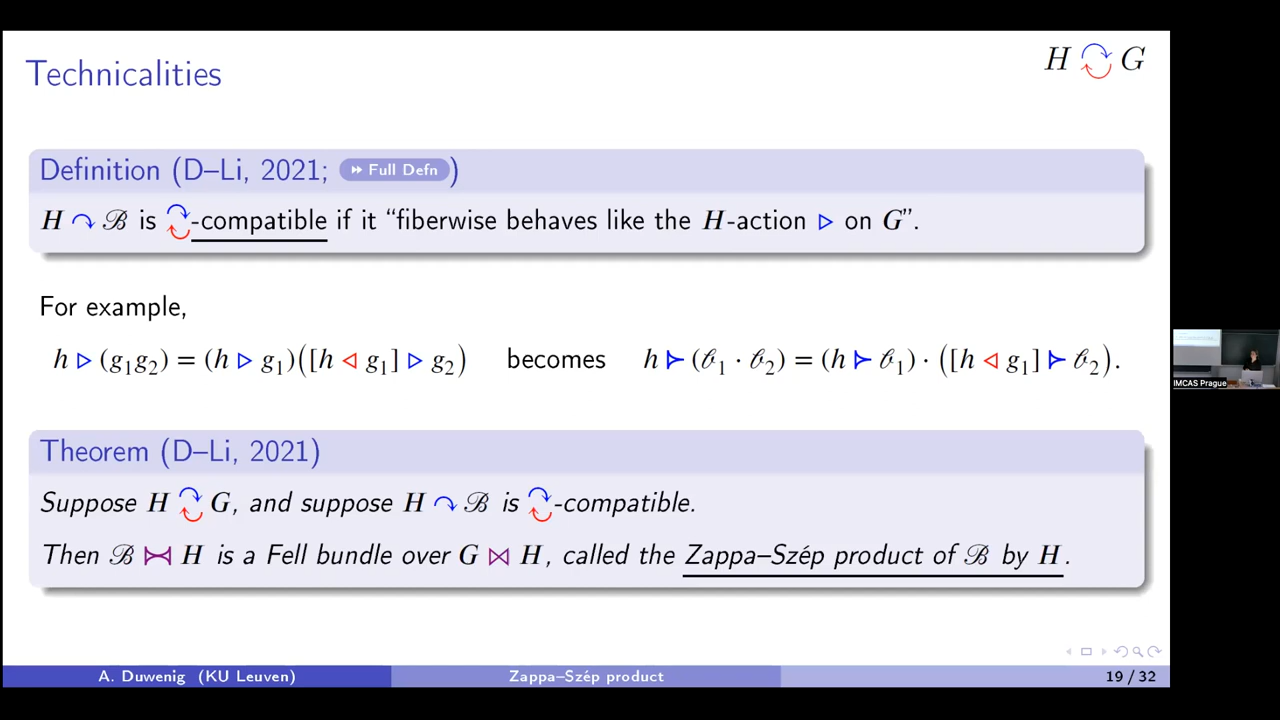 Technicalities
H ↷ G
Definition (D–Li, 2021; ▸▸ Full Defn)
H ↷ ℬ is ↷-compatible if it “fiberwise behaves like the H-action ▷ on G”.
For example,
h ▷ (g₁g₂) = (h ▷ g₁)([h ◁ g₁] ▷ g₂) becomes h ⊱ (𝒷₁ · 𝒷₂) = (h ⊱ 𝒷₁) · ([h ◁ g₁] ⊱ 𝒷₂).
IMCAS Prague
Theorem (D–Li, 2021)
Suppose H ↷ G, and suppose H ↷ ℬ is ↷-compatible.
Then ℬ ⋈ H is a Fell bundle over G ⋈ H, called the Zappa–Szép product of ℬ by H.
A. Duwenig (KU Leuven) Zappa–Szép product 19 / 32